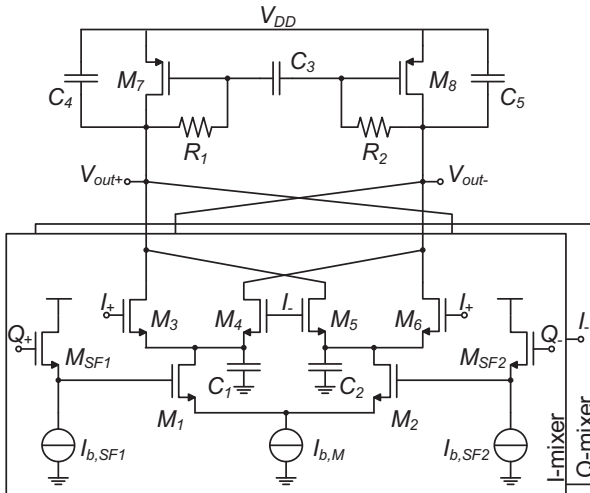 V_DD
C_4
M_7
C_3
M_8
C_5
R_1
R_2
V_out+
V_out-
I_+
M_3
M_4
I_-
M_5
M_6
I_+
Q_+
M_SF1
C_1
C_2
M_SF2
Q_-
I_-
M_1
M_2
I_b,SF1
I_b,M
I_b,SF2
I-mixer
Q-mixer